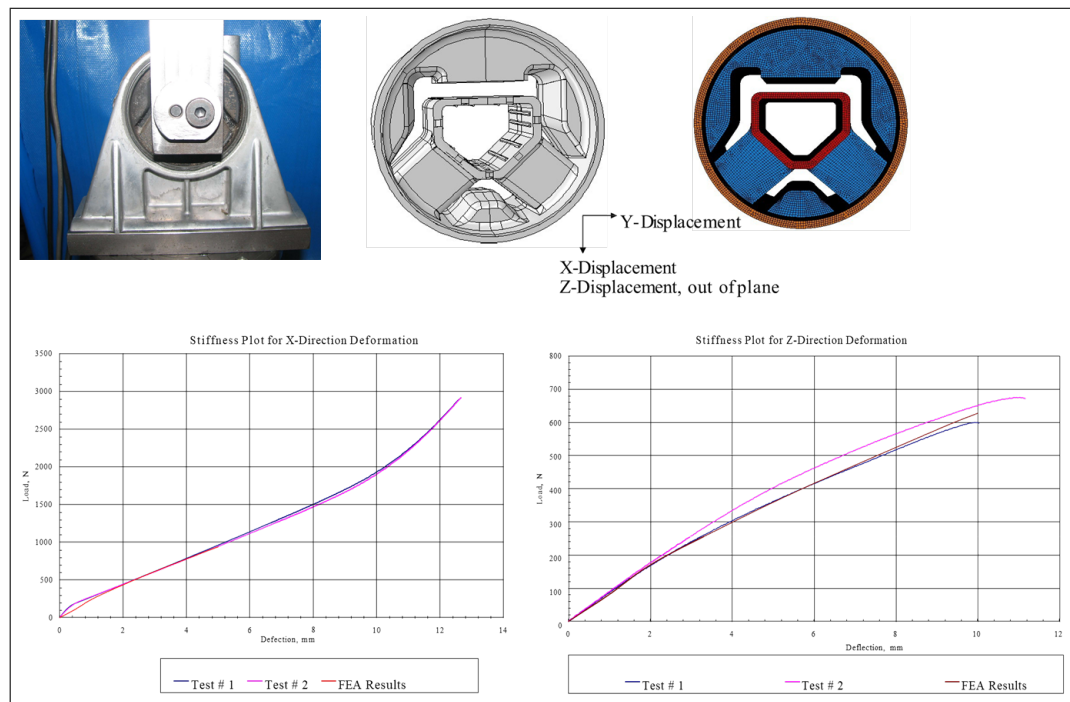 Y-Displacement
X-Displacement
Z-Displacement, out of plane
Stiffness Plot for X-Direction Deformation
3500
3000
2500
2000
1500
1000
500
0
Load, N
0 2 4 6 8 10 12 14
Defection, mm
Test # 1 Test # 2 FEA Results
Stiffness Plot for Z-Direction Deformation
800
700
600
500
400
300
200
100
0
Load, N
0 2 4 6 8 10 12
Deflection, mm
Test # 1 Test # 2 FEA Results